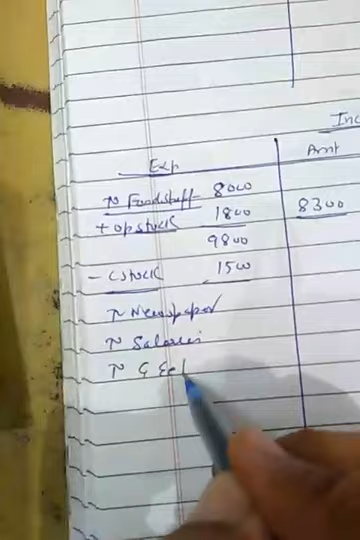 Inc
Exp Amt
To Foodstuff 8000
+ Op stock 1800 8300
9800
- C stock 1500
To Newspaper
To Salaries
To